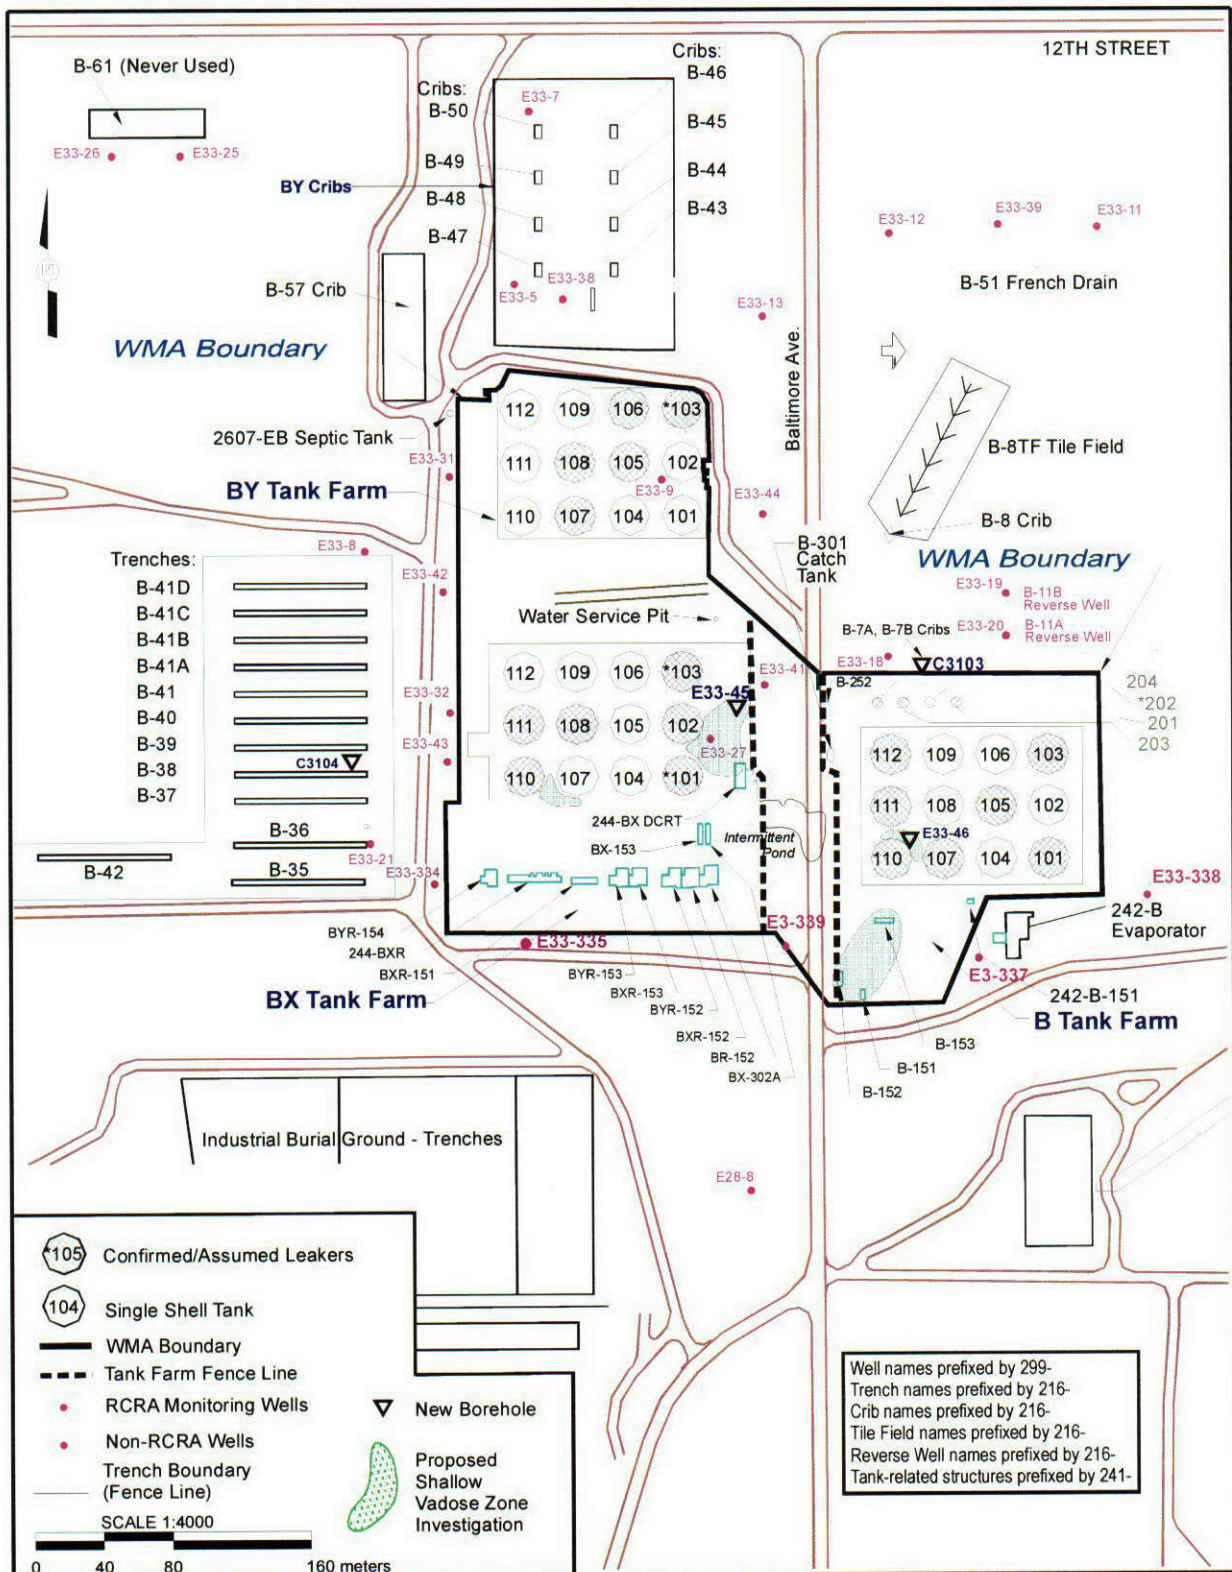 12TH STREET
B-61 (Never Used)
E33-26
E33-25
Cribs:
B-46
B-45
B-44
B-43
Cribs:
B-50
B-49
B-48
B-47
E33-7
BY Cribs
E33-5
E33-38
B-57 Crib
WMA Boundary
E33-13
Baltimore Ave.
E33-12
E33-39
E33-11
B-51 French Drain
B-8TF Tile Field
B-8 Crib
WMA Boundary
2607-EB Septic Tank
E33-31
BY Tank Farm
112
109
106
*103
111
108
105
102
E33-9
110
107
104
101
E33-44
B-301
Catch
Tank
E33-8
E33-42
Trenches:
B-41D
B-41C
B-41B
B-41A
B-41
B-40
B-39
B-38
B-37
C3104
B-36
B-35
B-42
E33-32
E33-43
E33-21
E33-334
Water Service Pit
112
109
106
*103
111
108
105
102
110
107
104
*101
E33-45
E33-27
E33-41
244-BX DCRT
BX-153
Intermittent
Pond
E33-19
B-11B
Reverse Well
E33-20
B-11A
Reverse Well
B-7A, B-7B Cribs
E33-18
C3103
B-252
204
*202
201
203
112
109
106
103
111
108
105
102
E33-46
110
107
104
101
E33-338
242-B
Evaporator
E3-337
242-B-151
B Tank Farm
B-153
B-151
B-152
E3-339
BYR-154
244-BXR
BXR-151
E33-335
BX Tank Farm
BYR-153
BXR-153
BYR-152
BXR-152
BR-152
BX-302A
Industrial Burial Ground - Trenches
E28-8
*105
Confirmed/Assumed Leakers
104
Single Shell Tank
WMA Boundary
Tank Farm Fence Line
RCRA Monitoring Wells
Non-RCRA Wells
Trench Boundary
(Fence Line)
New Borehole
Proposed
Shallow
Vadose Zone
Investigation
SCALE 1:4000
0 40 80 160 meters
Well names prefixed by 299-
Trench names prefixed by 216-
Crib names prefixed by 216-
Tile Field names prefixed by 216-
Reverse Well names prefixed by 216-
Tank-related structures prefixed by 241-